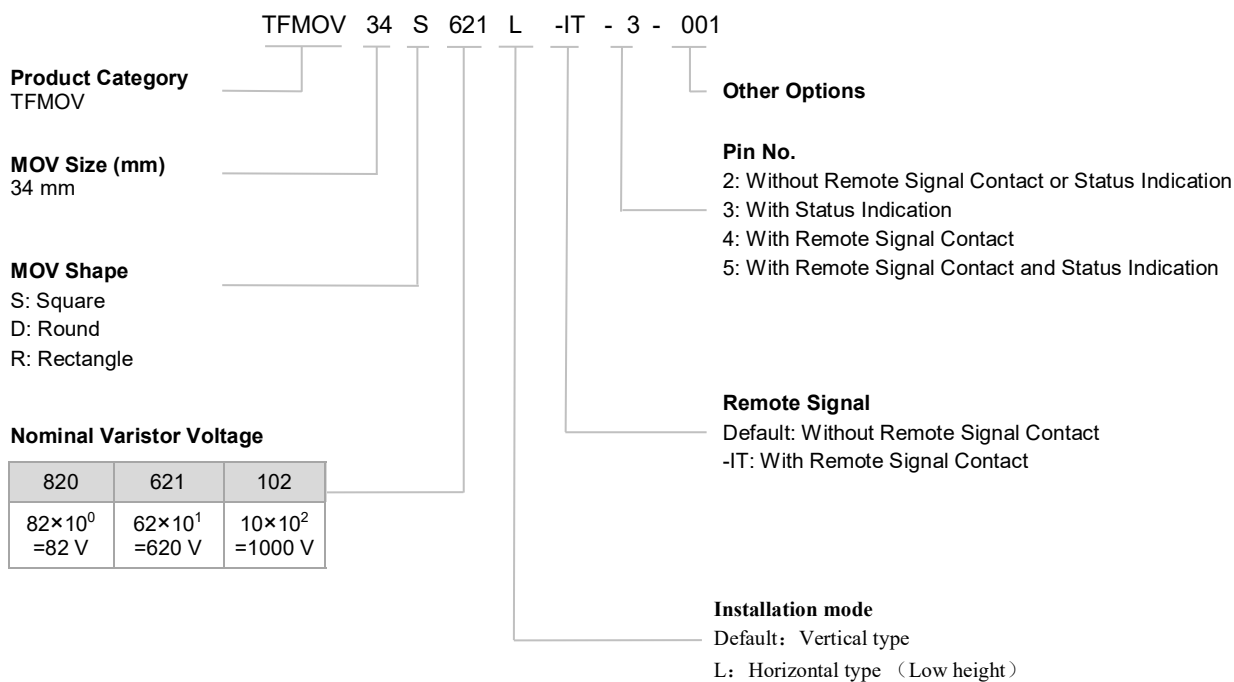 TFMOV 34 S 621 L -IT - 3 - 001
Product Category
TFMOV
MOV Size (mm)
34 mm
MOV Shape
S: Square
D: Round
R: Rectangle
Nominal Varistor Voltage
820 621 102
82×10⁰ 62×10¹ 10×10²
=82 V =620 V =1000 V
Other Options
Pin No.
2: Without Remote Signal Contact or Status Indication
3: With Status Indication
4: With Remote Signal Contact
5: With Remote Signal Contact and Status Indication
Remote Signal
Default: Without Remote Signal Contact
-IT: With Remote Signal Contact
Installation mode
Default：Vertical type
L：Horizontal type （Low height）